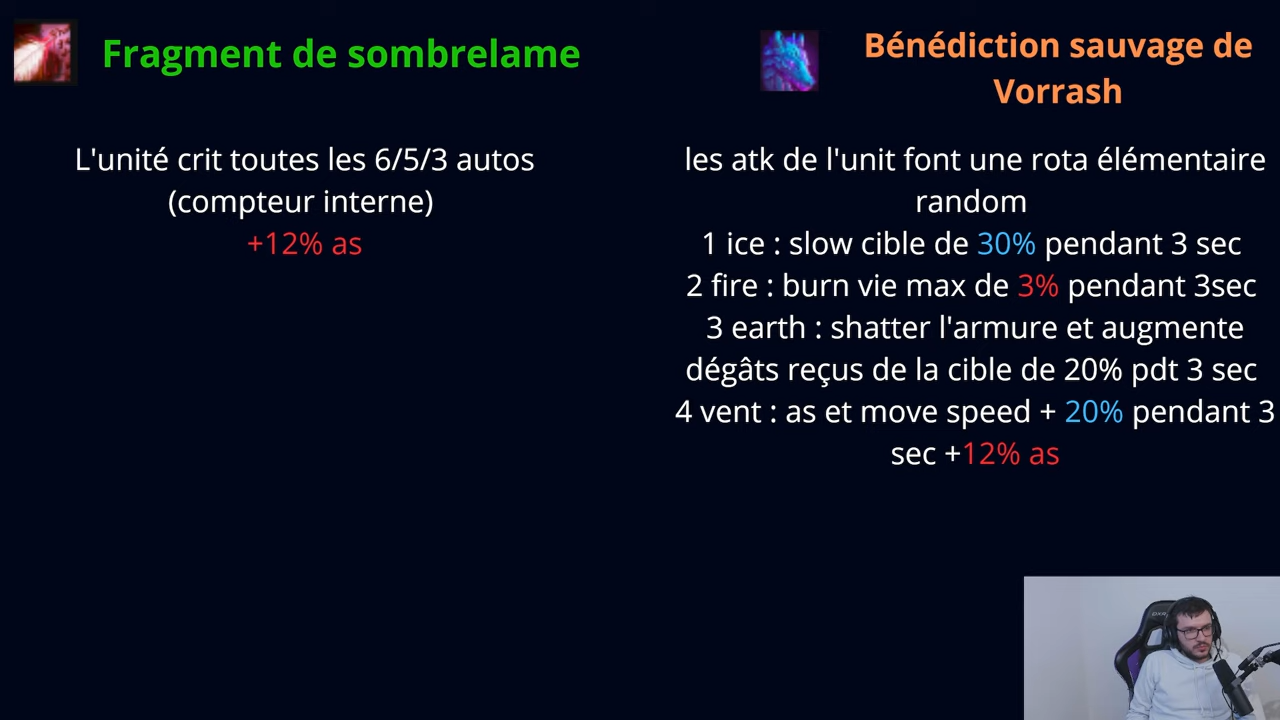 Fragment de sombrelame
L'unité crit toutes les 6/5/3 autos
(compteur interne)
+12% as
Bénédiction sauvage de
Vorrash
les atk de l'unit font une rota élémentaire
random
1 ice : slow cible de 30% pendant 3 sec
2 fire : burn vie max de 3% pendant 3sec
3 earth : shatter l'armure et augmente
dégâts reçus de la cible de 20% pdt 3 sec
4 vent : as et move speed + 20% pendant 3
sec +12% as